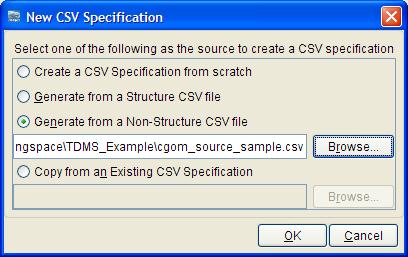 New CSV Specification
Select one of the following as the source to create a CSV specification
Create a CSV Specification from scratch
Generate from a Structure CSV file
Generate from a Non-Structure CSV file
ngspace\TDMS_Example\cgom_source_sample.csv Browse...
Copy from an Existing CSV Specification
Browse...
OK Cancel